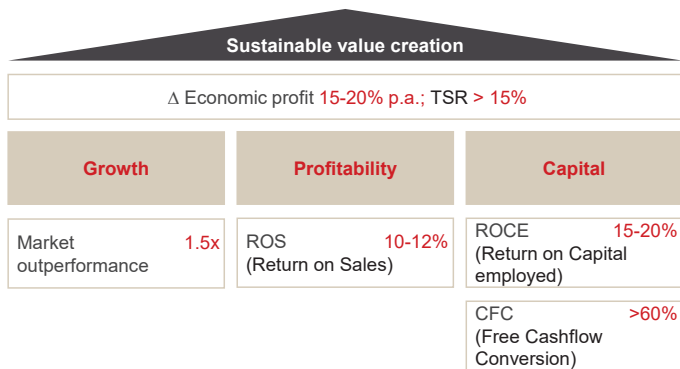 Sustainable value creation
Δ Economic profit 15-20% p.a.; TSR > 15%
Growth
Profitability
Capital
Market 1.5x
outperformance
ROS 10-12%
(Return on Sales)
ROCE 15-20%
(Return on Capital
employed)
CFC >60%
(Free Cashflow
Conversion)